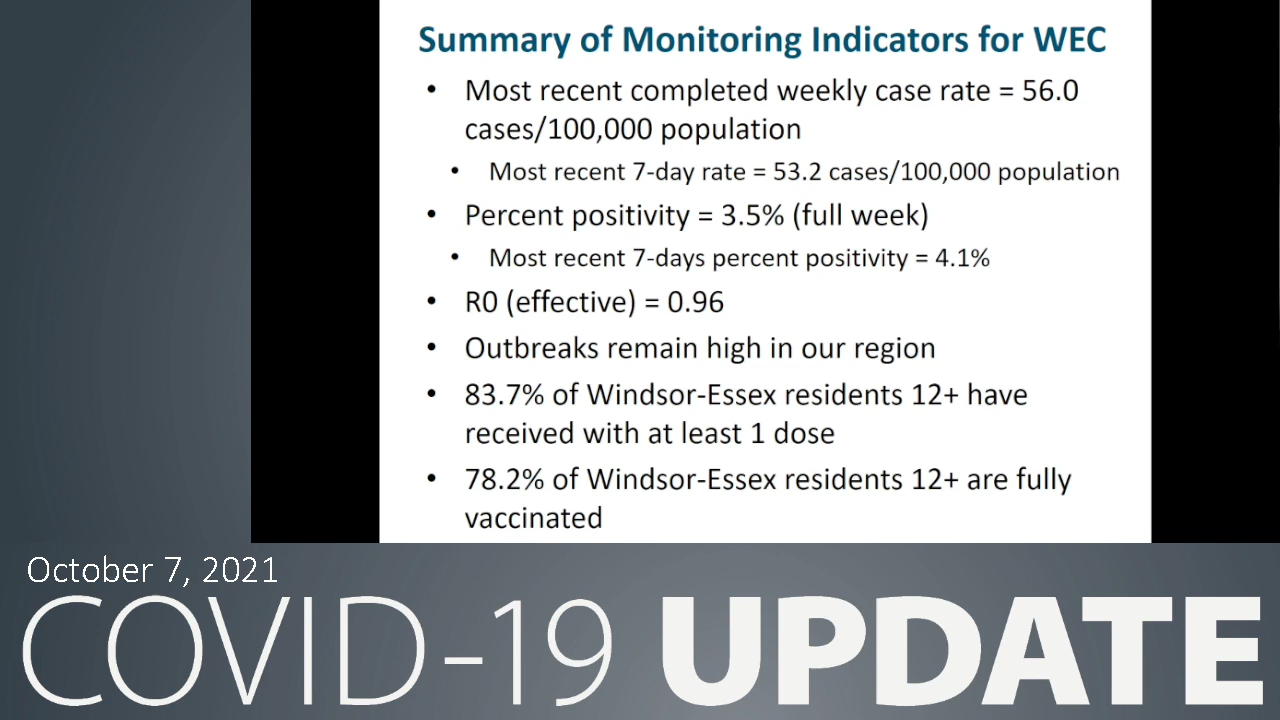 Summary of Monitoring Indicators for WEC
• Most recent completed weekly case rate = 56.0
cases/100,000 population
• Most recent 7-day rate = 53.2 cases/100,000 population
• Percent positivity = 3.5% (full week)
• Most recent 7-days percent positivity = 4.1%
• R0 (effective) = 0.96
• Outbreaks remain high in our region
• 83.7% of Windsor-Essex residents 12+ have
received with at least 1 dose
• 78.2% of Windsor-Essex residents 12+ are fully
vaccinated
October 7, 2021
COVID-19 UPDATE